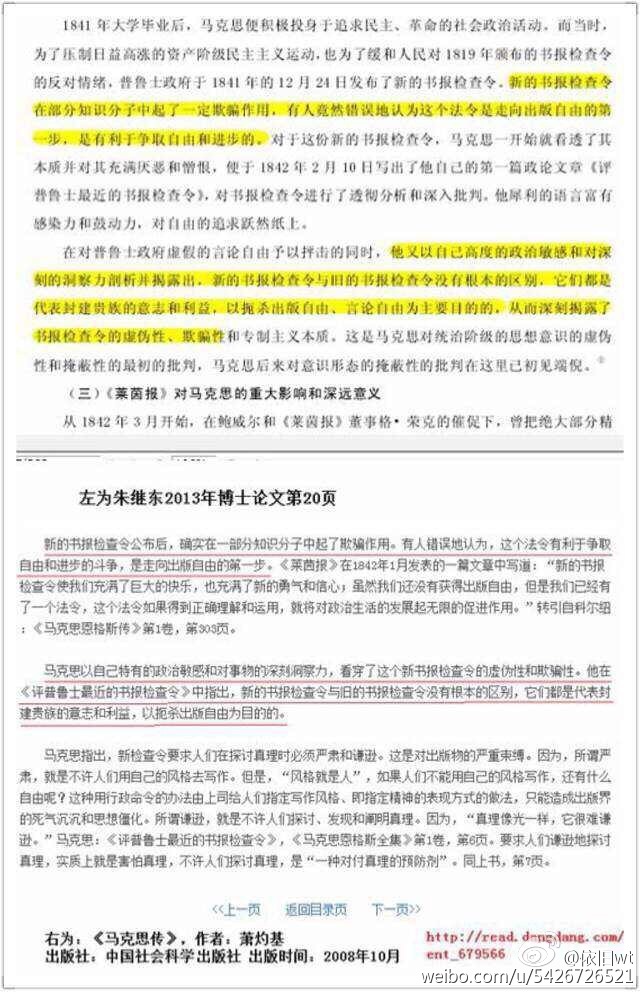 1841 年大学毕业后，马克思便积极投身于追求民主、革命的社会政治活动。而当时，
为了压制日益高涨的资产阶级民主主义运动，也为了缓和人民对 1819 年颁布的书报检查令
的反对情绪，普鲁士政府于 1841 年的 12 月 24 日发布了新的书报检查令。新的书报检查令
在部分知识分子中起了一定欺骗作用，有人竟然错误地认为这个法令是走向出版自由的第
一步，是有利于争取自由和进步的。对于这份新的书报检查令，马克思一开始就看透了其
本质并对其充满厌恶和憎恨，便于 1842 年 2 月 10 日写出了他自己的第一篇政论文章《评
普鲁士最近的书报检查令》，对书报检查令进行了透彻分析和深入批判。他犀利的语言富有
感染力和鼓动力，对自由的追求跃然纸上。
在对普鲁士政府虚假的言论自由予以抨击的同时，他又以自己高度的政治敏感和对深
刻的洞察力剖析并揭露出，新的书报检查令与旧的书报检查令没有根本的区别，它们都是
代表封建贵族的意志和利益，以扼杀出版自由、言论自由为主要目的的，从而深刻揭露了
书报检查令的虚伪性、欺骗性和专制主义本质。这是马克思对统治阶级的思想意识的虚伪
性和掩蔽性的最初的批判，马克思后来对意识形态的掩蔽性的批判在这里已初见端倪。
（三）《莱茵报》对马克思的重大影响和深远意义
从 1842 年 3 月开始，在鲍威尔和《莱茵报》董事格·荣克的催促下，曾把绝大部分精
左为朱继东2013年博士论文第20页
新的书报检查令公布后，确实在一部分知识分子中起了欺骗作用。有人错误地认为，这个法令有利于争取
自由和进步的斗争，是走向出版自由的第一步。《莱茵报》在1842年1月发表的一篇文章中写道：“新的书报
检查令使我们充满了巨大的快乐，也充满了新的勇气和信心；虽然我们还没有获得出版自由，但是我们已经有
了一个法令，这个法令如果得到正确理解和运用，就将对政治生活的发展起无限的促进作用。”转引自科尔纽
：《马克思恩格斯传》第1卷，第303页。
马克思以自己特有的政治敏感和对事物的深刻洞察力，看穿了这个新书报检查令的虚伪性和欺骗性。他在
《评普鲁士最近的书报检查令》中指出，新的书报检查令与旧的书报检查令没有根本的区别，它们都是代表封
建贵族的意志和利益，以扼杀出版自由为目的的。
马克思指出，新检查令要求人们在探讨真理时必须严肃和谦逊。这是对出版物的严重束缚。因为，所谓严
肃，就是不许人们用自己的风格去写作。但是，“风格就是人”，如果人们不能用自己的风格写作，还有什么
自由呢？这种用行政命令的办法由上司给人们指定写作风格、即指定精神的表现方式的做法，只能造成出版界
的死气沉沉和思想僵化。所谓谦逊，就是不许人们探讨、发现和阐明真理。因为，“真理像光一样，它很难谦
逊。”马克思：《评普鲁士最近的书报检查令》，《马克思恩格斯全集》第1卷，第6页。要求人们谦逊地探讨
真理，实质上就是害怕真理，不许人们探讨真理，是“一种对付真理的预防剂”。同上书，第7页。
<<上一页 返回目录页 下一页>>
右为：《马克思传》，作者：萧灼基
出版社：中国社会科学出版社 出版时间：2008年10月
http://read.dangdang.com/content_679566
@依旧wt
weibo.com/u/5426726521